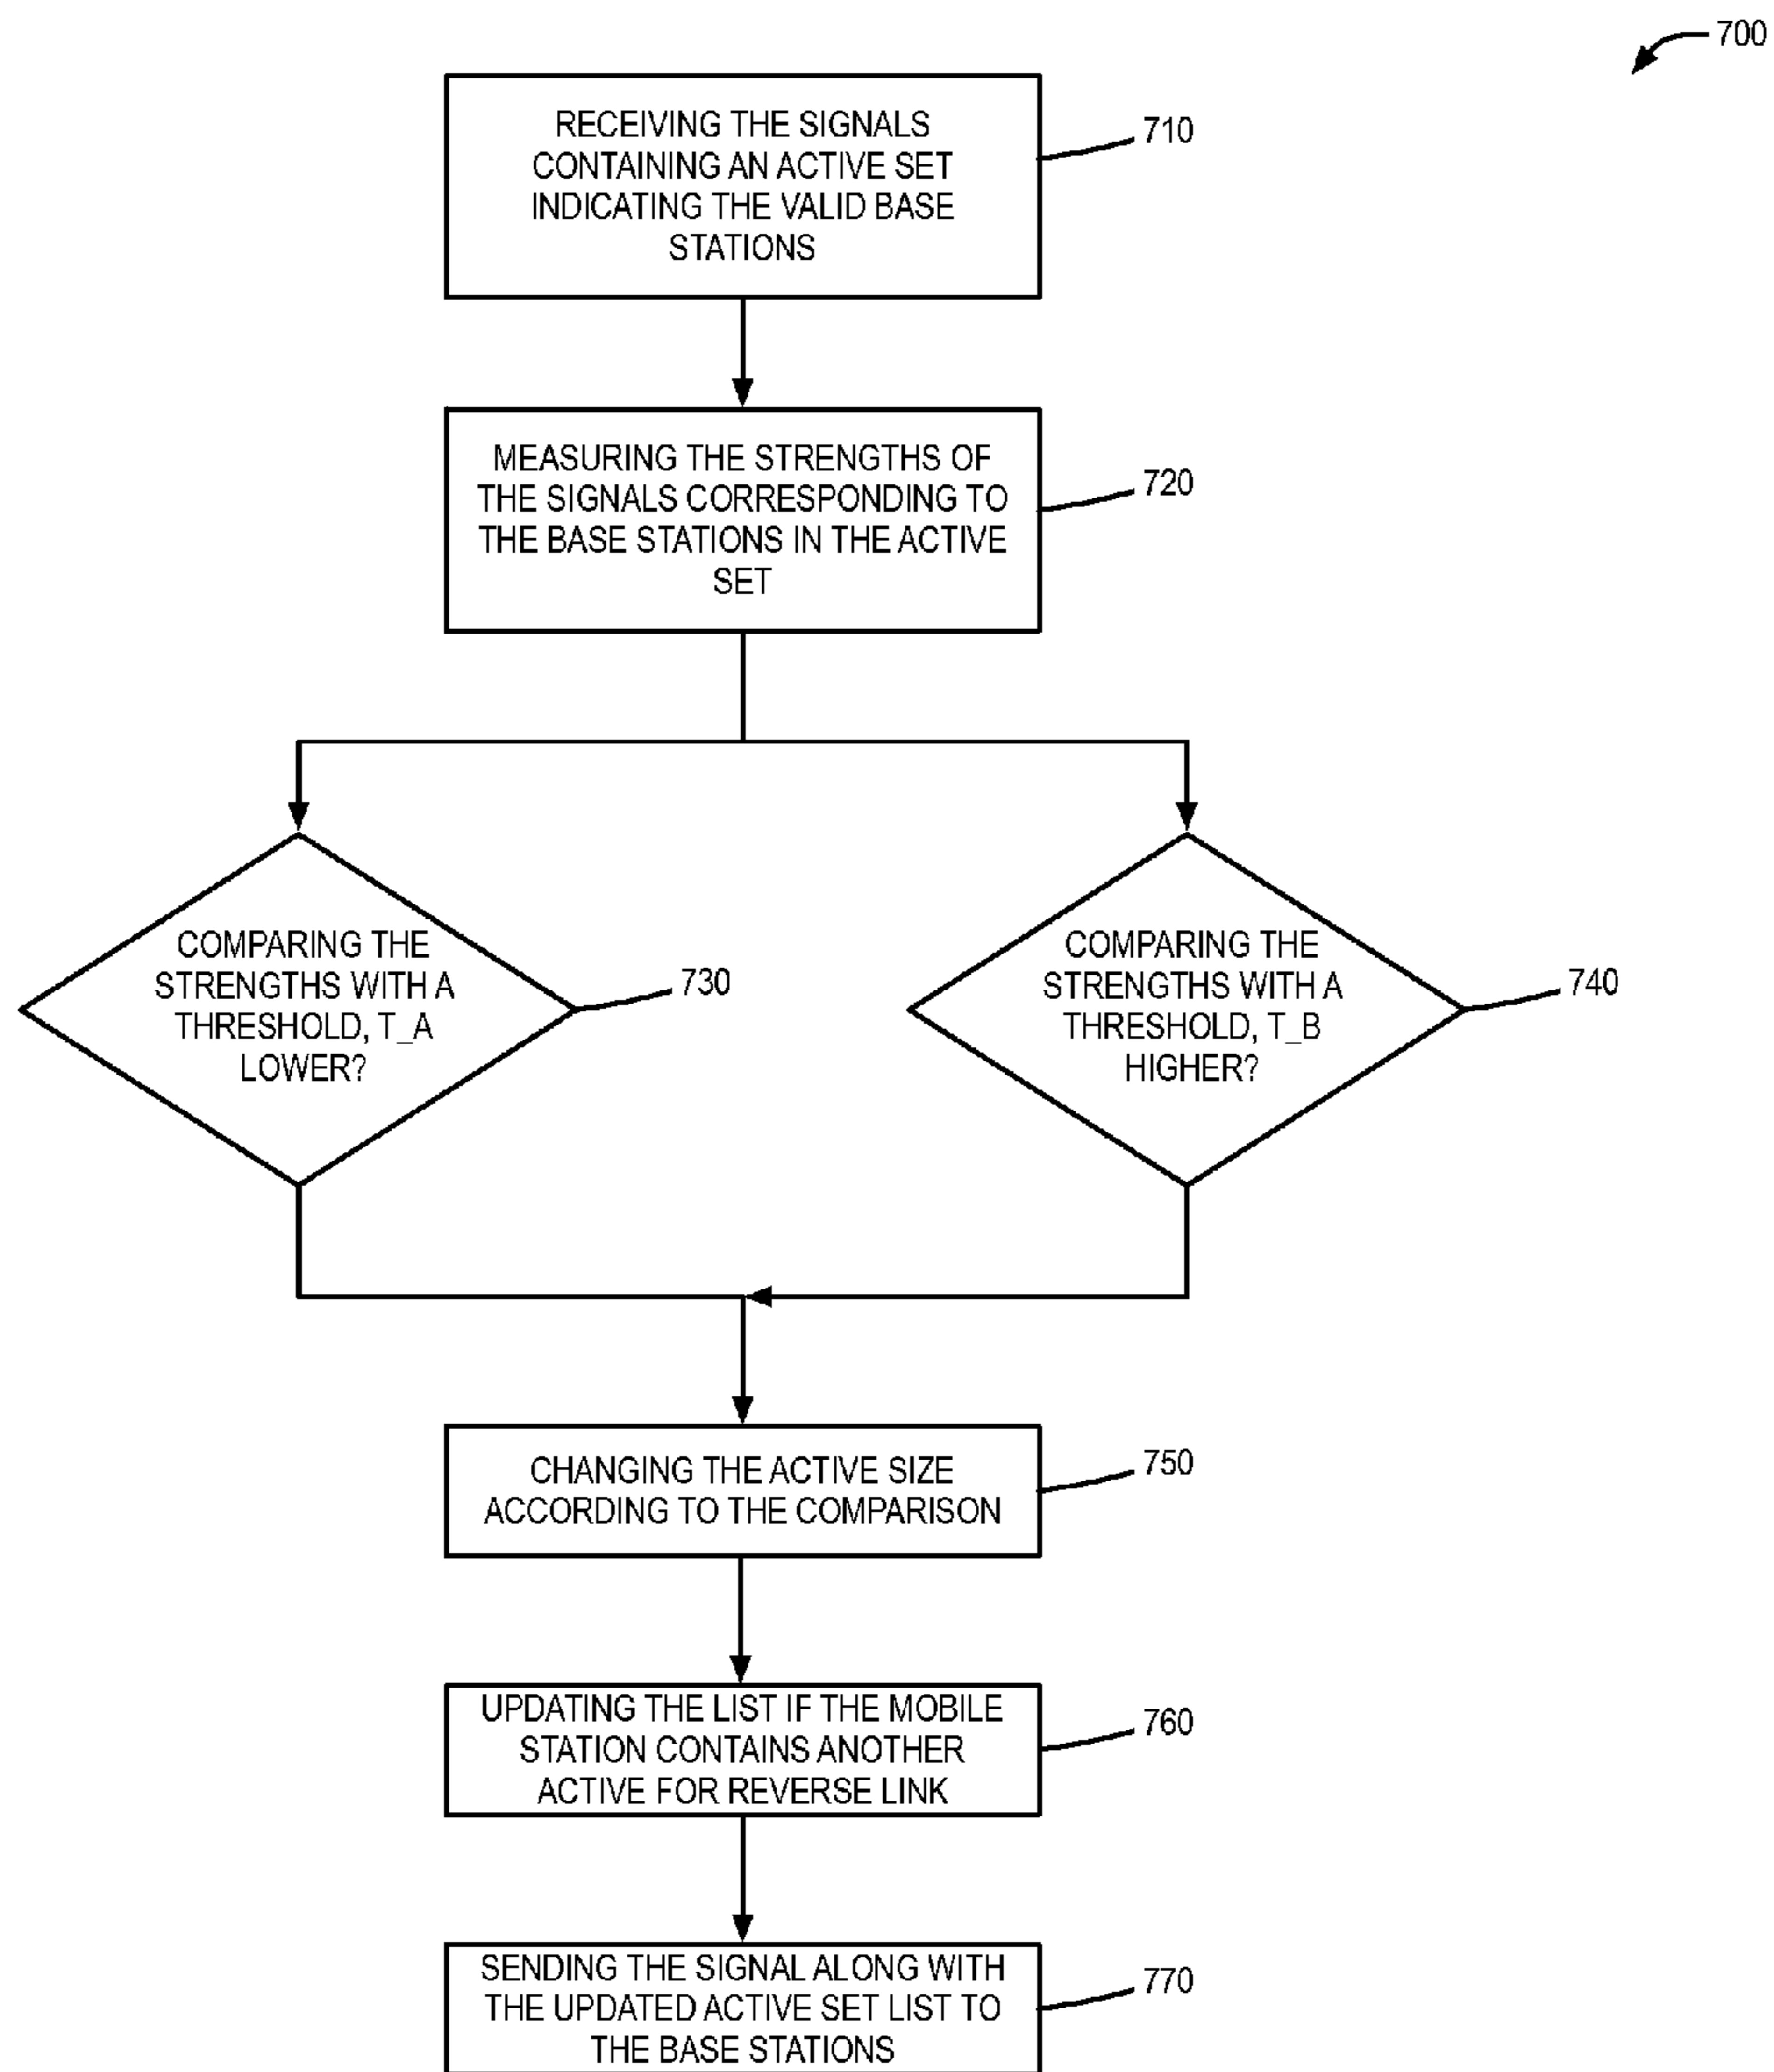 700
RECEIVING THE SIGNALS
CONTAINING AN ACTIVE SET
INDICATING THE VALID BASE
STATIONS
710
MEASURING THE STRENGTHS OF
THE SIGNALS CORRESPONDING TO
THE BASE STATIONS IN THE ACTIVE
SET
720
COMPARING THE
STRENGTHS WITH A
THRESHOLD, T_A
LOWER?
730
COMPARING THE
STRENGTHS WITH A
THRESHOLD, T_B
HIGHER?
740
CHANGING THE ACTIVE SIZE
ACCORDING TO THE COMPARISON
750
UPDATING THE LIST IF THE MOBILE
STATION CONTAINS ANOTHER
ACTIVE FOR REVERSE LINK
760
SENDING THE SIGNAL ALONG WITH
THE UPDATED ACTIVE SET LIST TO
THE BASE STATIONS
770